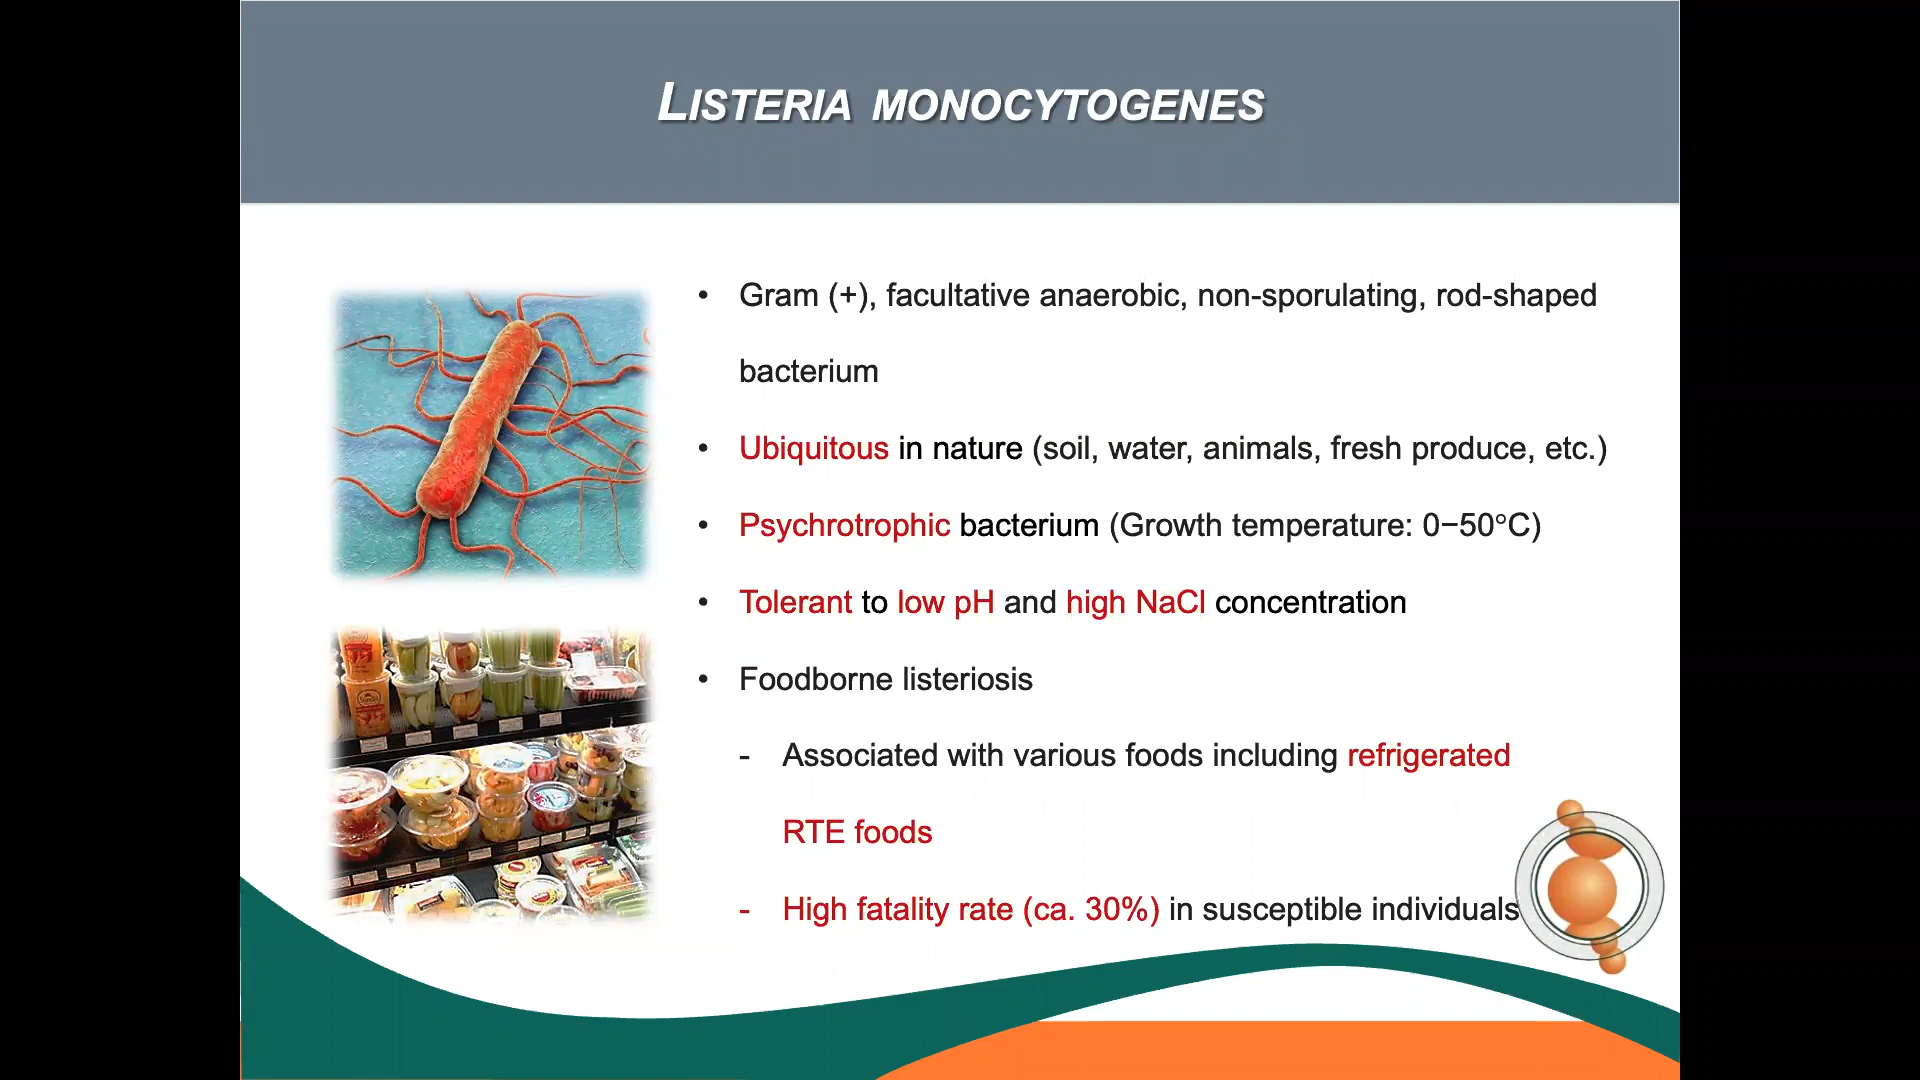 LISTERIA MONOCYTOGENES
• Gram (+), facultative anaerobic, non-sporulating, rod-shaped
bacterium
• Ubiquitous in nature (soil, water, animals, fresh produce, etc.)
• Psychrotrophic bacterium (Growth temperature: 0−50°C)
• Tolerant to low pH and high NaCl concentration
• Foodborne listeriosis
- Associated with various foods including refrigerated
RTE foods
- High fatality rate (ca. 30%) in susceptible individuals